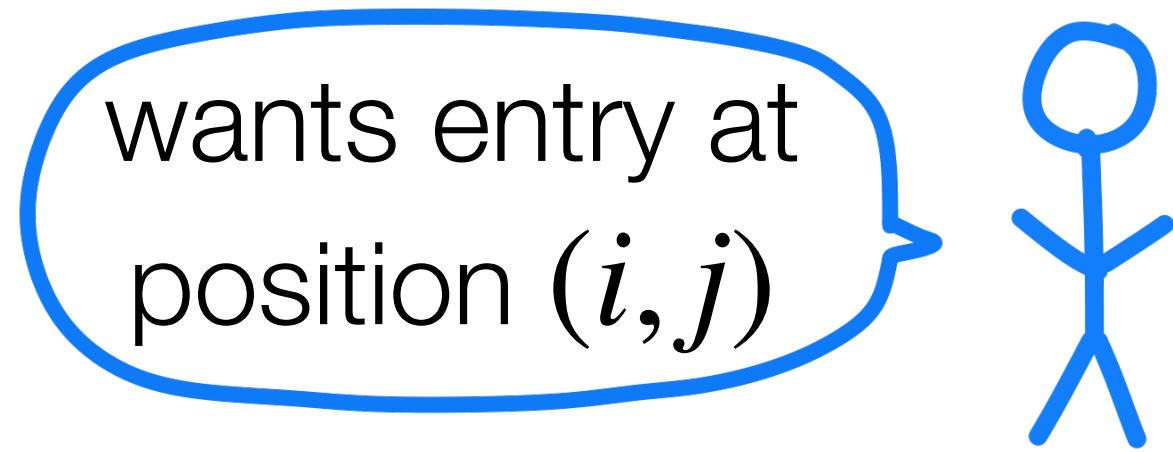 wants entry at
position (i, j)